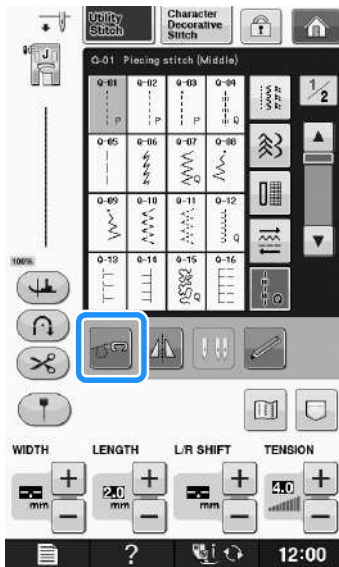 Utility
Stitch
Character
Decorative
Stitch
J
Q-01 Piecing stitch (Middle)
1/2
Q-01 Q-02 Q-03 Q-04
P P Q
Q-05 Q-06 Q-07 Q-08
Q
Q-09 Q-10 Q-11 Q-12
Q
Q-13 Q-14 Q-15 Q-16
Q
Q
100%
WIDTH LENGTH L/R SHIFT TENSION
-.- 2.0 -.- 4.0
mm mm mm
+ + + +
− − − −
? i 12:00